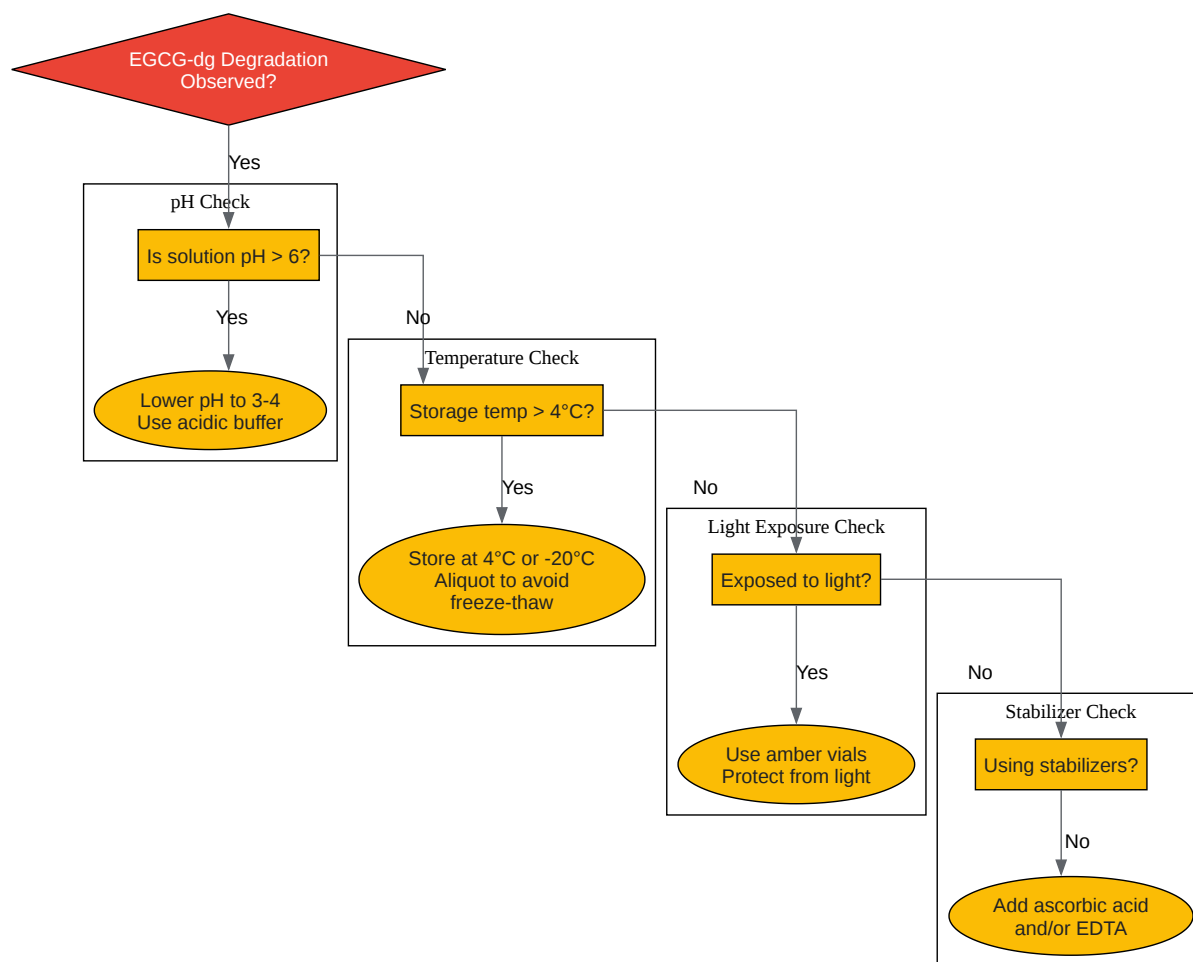 EGCG-dg Degradation
Observed?
Yes
pH Check
Is solution pH > 6?
Yes
No
Lower pH to 3-4
Use acidic buffer
Temperature Check
Storage temp > 4°C?
Yes
No
Store at 4°C or -20°C
Aliquot to avoid
freeze-thaw
Light Exposure Check
Exposed to light?
Yes
No
Use amber vials
Protect from light
Stabilizer Check
Using stabilizers?
No
Add ascorbic acid
and/or EDTA